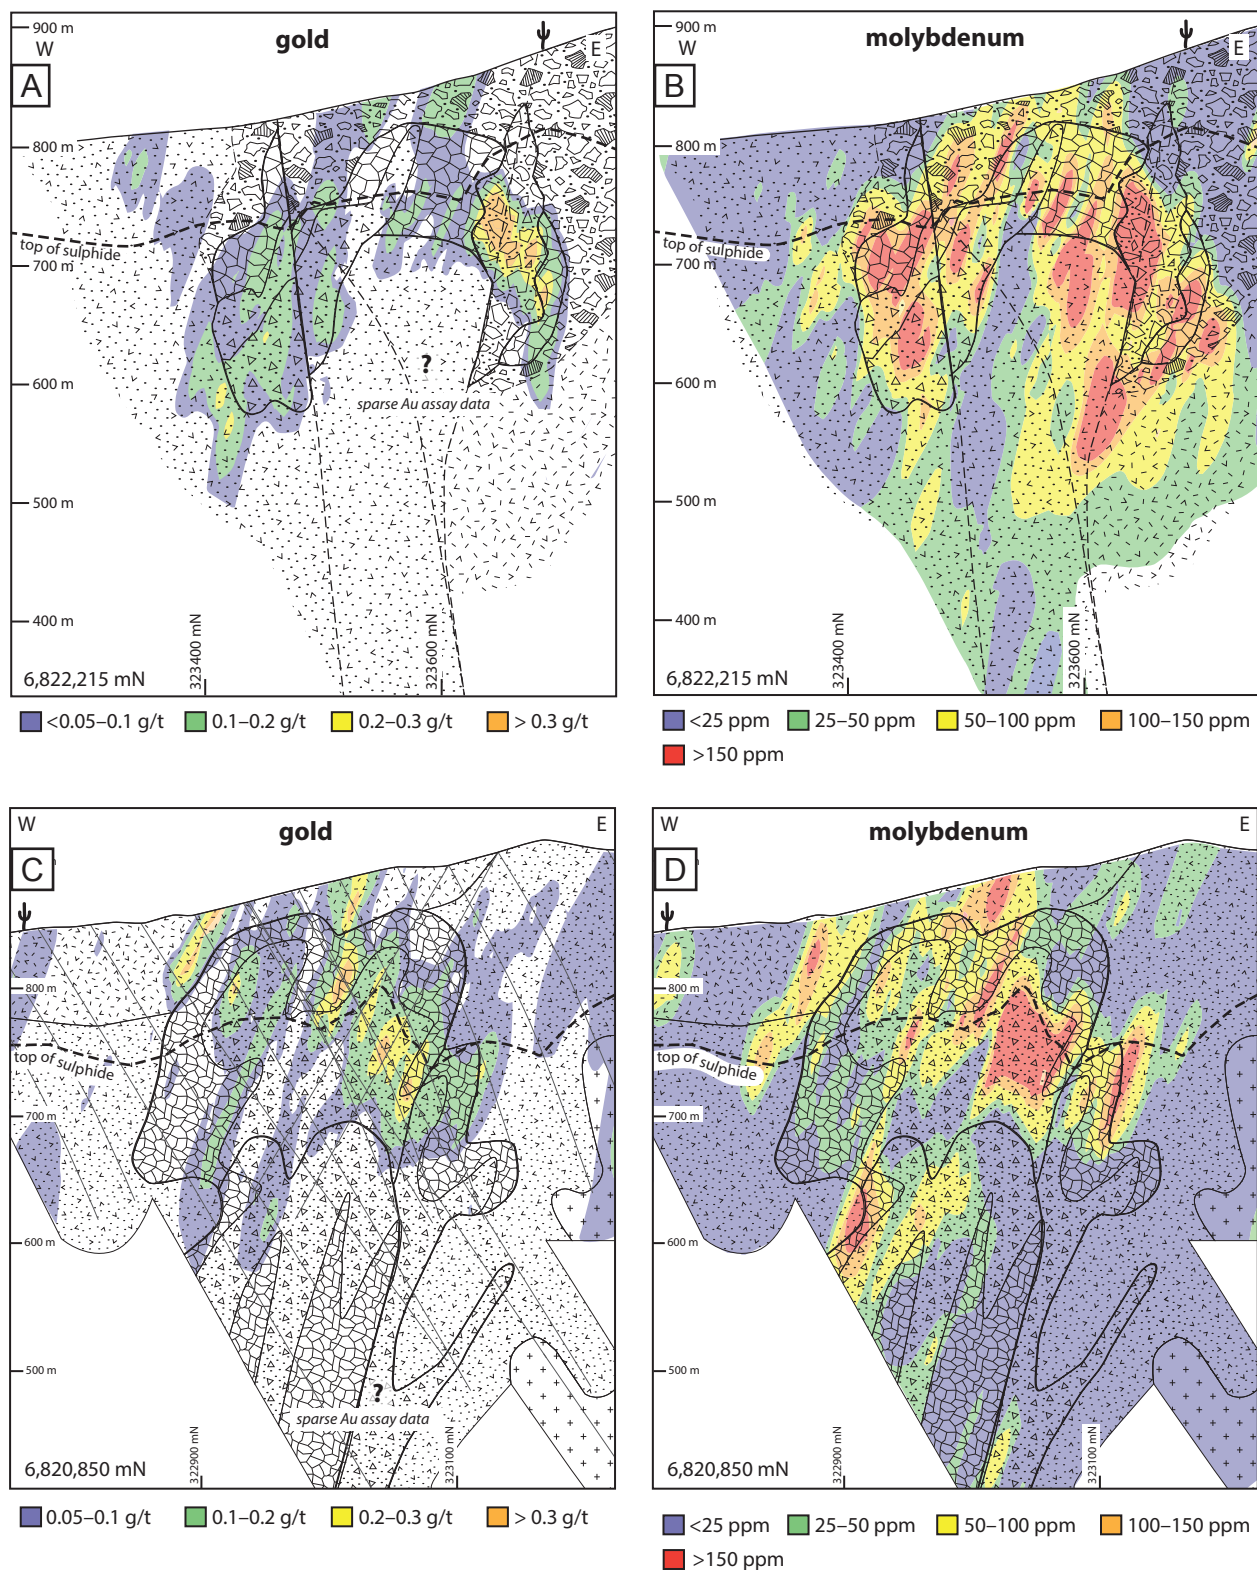 900 m
W
gold
E
A
800 m
top of sulphide
700 m
600 m
?
sparse Au assay data
500 m
400 m
323400 mN
323600 mN
6,822,215 mN
<0.05–0.1 g/t 0.1–0.2 g/t 0.2–0.3 g/t > 0.3 g/t
900 m
W
molybdenum
E
B
800 m
top of sulphide
700 m
600 m
500 m
400 m
323400 mN
323600 mN
6,822,215 mN
<25 ppm 25–50 ppm 50–100 ppm 100–150 ppm
>150 ppm
W
gold
E
C
800 m
top of
sulphide
700 m
600 m
500 m
?
sparse Au assay data
322900 mN
323100 mN
6,820,850 mN
0.05–0.1 g/t 0.1–0.2 g/t 0.2–0.3 g/t > 0.3 g/t
W
molybdenum
E
D
800 m
top of
sulphide
700 m
600 m
500 m
322900 mN
323100 mN
6,820,850 mN
<25 ppm 25–50 ppm 50–100 ppm 100–150 ppm
>150 ppm